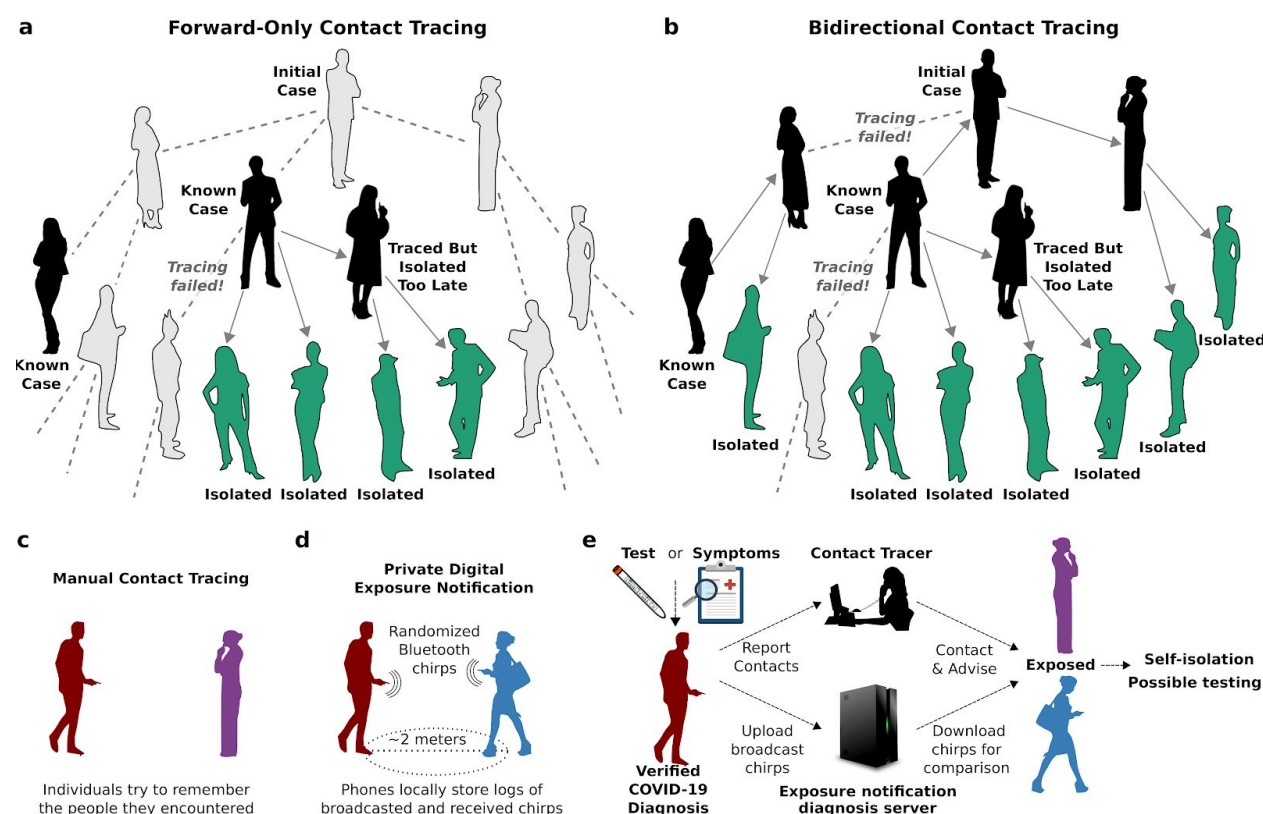 a
Forward-Only Contact Tracing
Initial
Case
Known
Case
Tracing
failed!
Traced But
Isolated
Too Late
Known
Case
Isolated
Isolated
Isolated
Isolated
b
Bidirectional Contact Tracing
Initial
Case
Tracing
failed!
Known
Case
Tracing
failed!
Traced But
Isolated
Too Late
Known
Case
Isolated
Isolated
Isolated
Isolated
Isolated
Isolated
Isolated
c
Manual Contact Tracing
Individuals try to remember
the people they encountered
d
Private Digital
Exposure Notification
Randomized
Bluetooth
chirps
~2 meters
Phones locally store logs of
broadcasted and received chirps
e
Test or Symptoms
Contact Tracer
Report
Contacts
Contact
& Advise
Exposed
Self-isolation
Possible testing
Upload
broadcast
chirps
Download
chirps for
comparison
Verified
COVID-19
Diagnosis
Exposure notification
diagnosis server